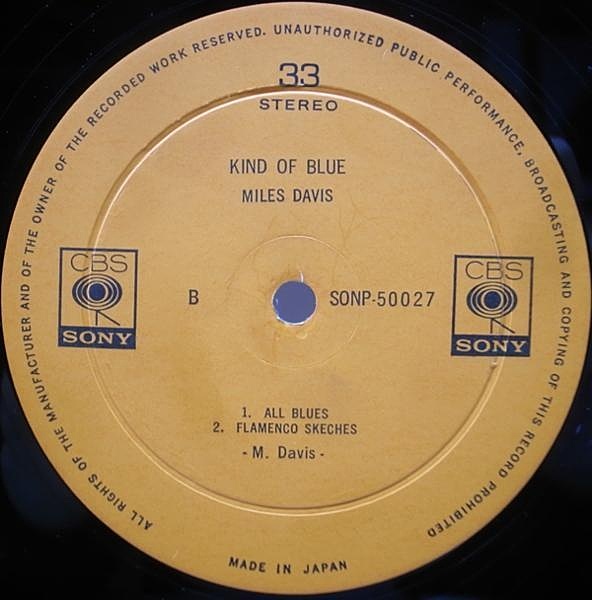 ALL RIGHTS OF THE MANUFACTURER AND OF THE OWNER OF THE RECORDED WORK RESERVED. UNAUTHORIZED PUBLIC PERFORMANCE, BROADCASTING AND COPYING OF THIS RECORD PROHIBITED
33
STEREO
KIND OF BLUE
MILES DAVIS
CBS
SONY
B
SONP-50027
CBS
SONY
1. ALL BLUES
2. FLAMENCO SKECHES
- M. Davis -
MADE IN JAPAN